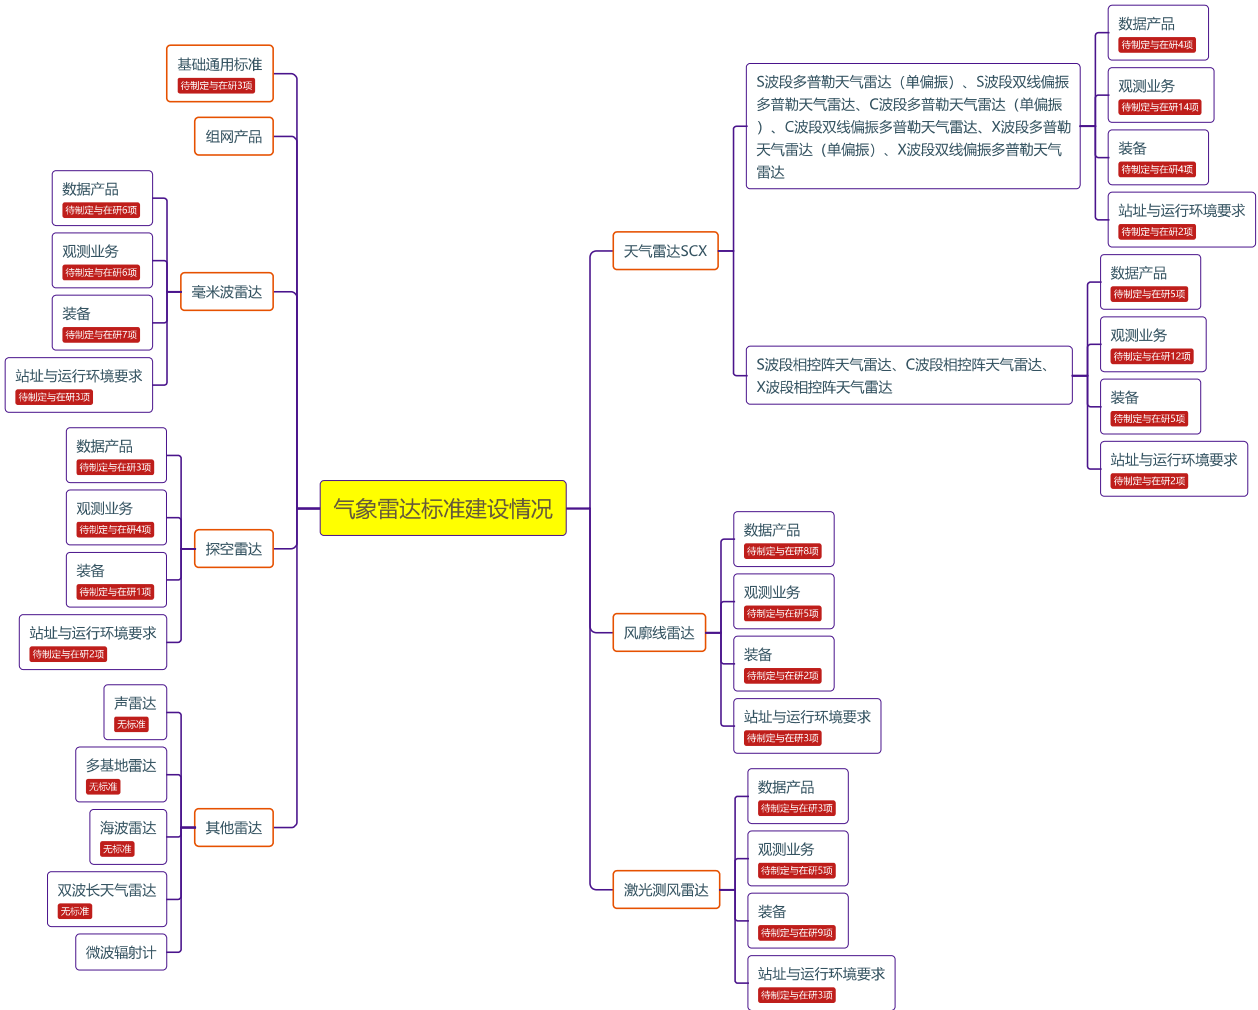 气象雷达标准建设情况
基础通用标准
待制定与在研3项
组网产品
毫米波雷达
数据产品
待制定与在研6项
观测业务
待制定与在研6项
装备
待制定与在研7项
站址与运行环境要求
待制定与在研3项
探空雷达
数据产品
待制定与在研3项
观测业务
待制定与在研4项
装备
待制定与在研1项
站址与运行环境要求
待制定与在研2项
其他雷达
声雷达
无标准
多基地雷达
无标准
海波雷达
无标准
双波长天气雷达
无标准
微波辐射计
天气雷达SCX
S波段多普勒天气雷达（单偏振）、S波段双线偏振
多普勒天气雷达、C波段多普勒天气雷达（单偏振
）、C波段双线偏振多普勒天气雷达、X波段多普勒
天气雷达（单偏振）、X波段双线偏振多普勒天气
雷达
数据产品
待制定与在研4项
观测业务
待制定与在研14项
装备
待制定与在研4项
站址与运行环境要求
待制定与在研2项
S波段相控阵天气雷达、C波段相控阵天气雷达、
X波段相控阵天气雷达
数据产品
待制定与在研5项
观测业务
待制定与在研12项
装备
待制定与在研5项
站址与运行环境要求
待制定与在研2项
风廓线雷达
数据产品
待制定与在研8项
观测业务
待制定与在研5项
装备
待制定与在研2项
站址与运行环境要求
待制定与在研3项
激光测风雷达
数据产品
待制定与在研3项
观测业务
待制定与在研5项
装备
待制定与在研9项
站址与运行环境要求
待制定与在研3项